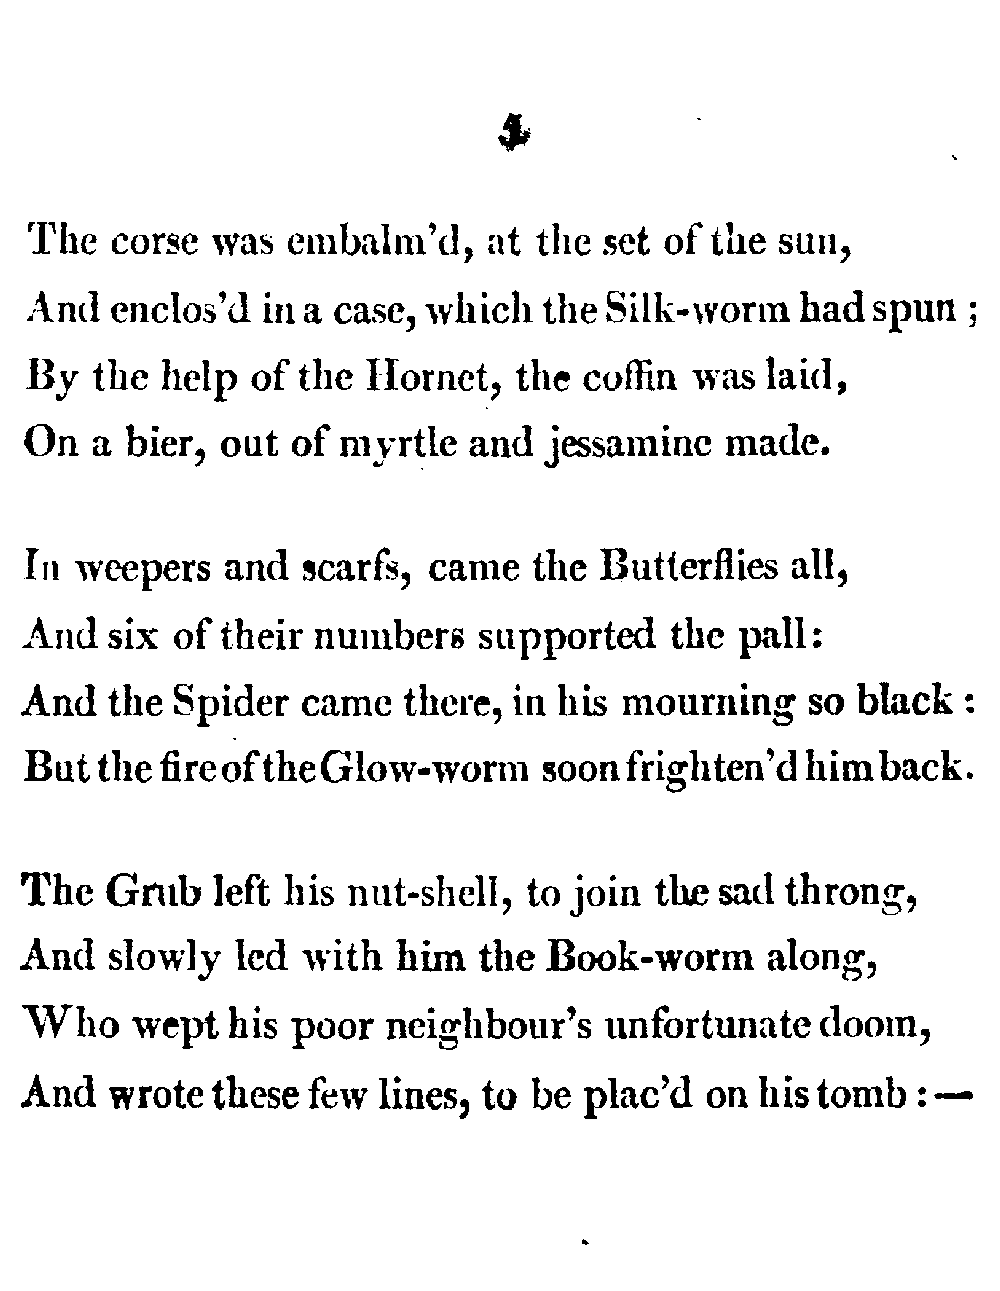 The corse was embalm'd, at the set of the sun,
And enclos'd in a case, which the Silk-worm had spun ;
By the help of the Hornet, the coffin was laid,
On a bier, out of myrtle and jessamine made.
In weepers and scarfs, came the Butterflies all,
And six of their numbers supported the pall :
And the Spider came there, in his mourning so black :
But the fire of the Glow-worm soon frighten'd him back.
The Grub left his nut-shell, to join the sad throng,
And slowly led with him the Book-worm along,
Who wept his poor neighbour's unfortunate doom,
And wrote these few lines, to be plac'd on his tomb :—